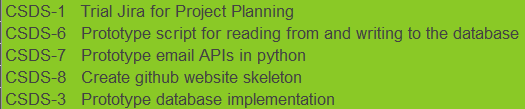 CSDS-1 Trial Jira for Project Planning
CSDS-6 Prototype script for reading from and writing to the database
CSDS-7 Prototype email APIs in python
CSDS-8 Create github website skeleton
CSDS-3 Prototype database implementation